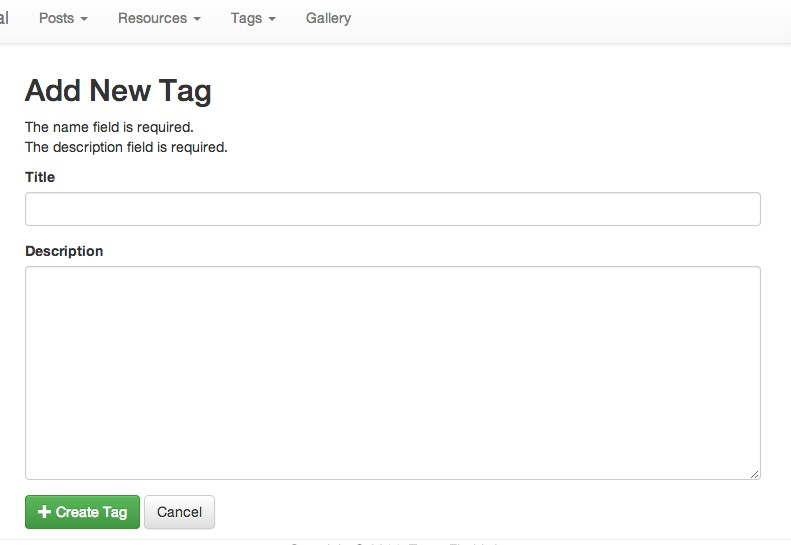 Posts Resources Tags Gallery
Add New Tag
The name field is required.
The description field is required.
Title
Description
Create Tag Cancel